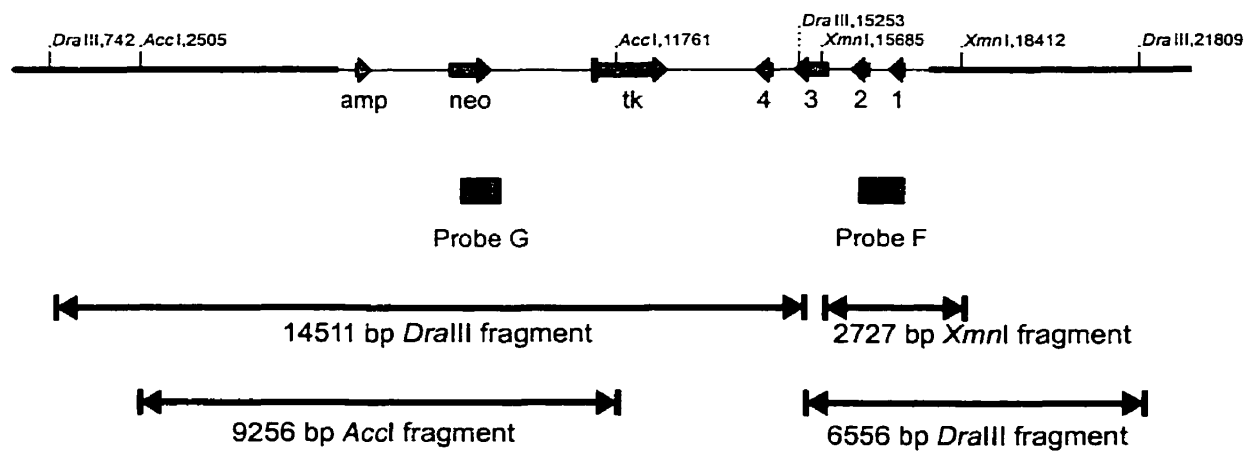 DraIII,15253
DraIII,742 AccI,2505 AccI,11761 XmnI,15685 XmnI,18412 DraIII,21809
amp neo tk 4 3 2 1
Probe G Probe F
14511 bp DraIII fragment 2727 bp XmnI fragment
9256 bp AccI fragment 6556 bp DraIII fragment